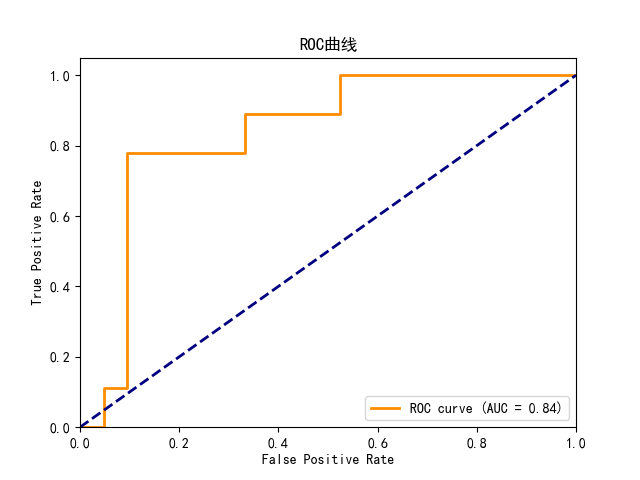 ROC曲线
1.0
0.8
0.6
0.4
0.2
0.0
True Positive Rate
0.0 0.2 0.4 0.6 0.8 1.0
False Positive Rate
ROC curve (AUC = 0.84)